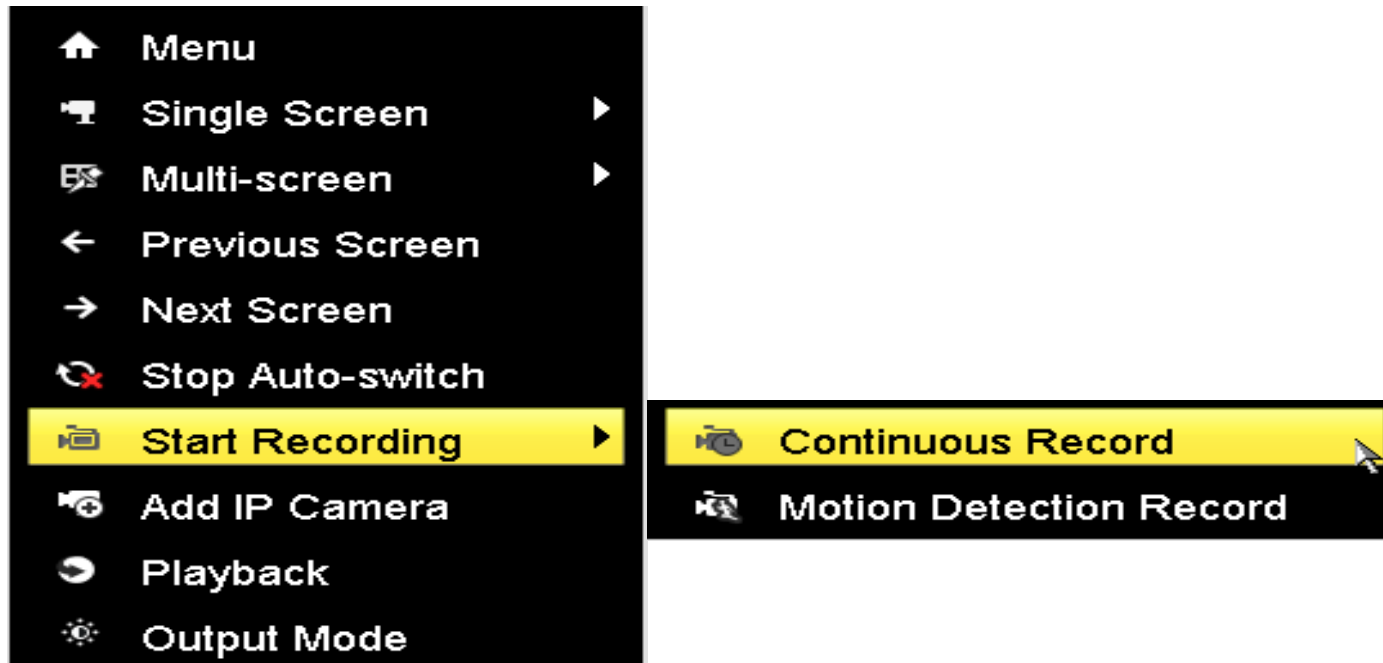 Menu
Single Screen
Multi-screen
Previous Screen
Next Screen
Stop Auto-switch
Start Recording
Continuous Record
Add IP Camera
Motion Detection Record
Playback
Output Mode